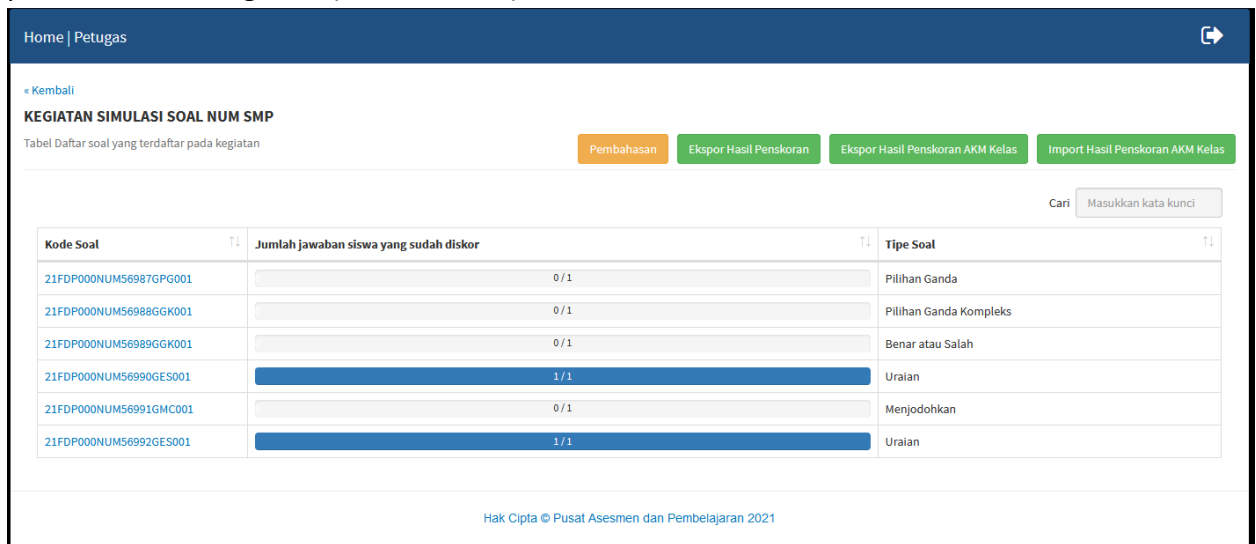 Home | Petugas
« Kembali
KEGIATAN SIMULASI SOAL NUM SMP
Tabel Daftar soal yang terdaftar pada kegiatan
Pembahasan Ekspor Hasil Penskoran Ekspor Hasil Penskoran AKM Kelas Import Hasil Penskoran AKM Kelas
Cari Masukkan kata kunci
Kode Soal Jumlah jawaban siswa yang sudah diskor Tipe Soal
21FDP000NUM56987GPG001 0 / 1 Pilihan Ganda
21FDP000NUM56988GGK001 0 / 1 Pilihan Ganda Kompleks
21FDP000NUM56989GGK001 0 / 1 Benar atau Salah
21FDP000NUM56990GES001 1 / 1 Uraian
21FDP000NUM56991GMC001 0 / 1 Menjodohkan
21FDP000NUM56992GES001 1 / 1 Uraian
Hak Cipta © Pusat Asesmen dan Pembelajaran 2021